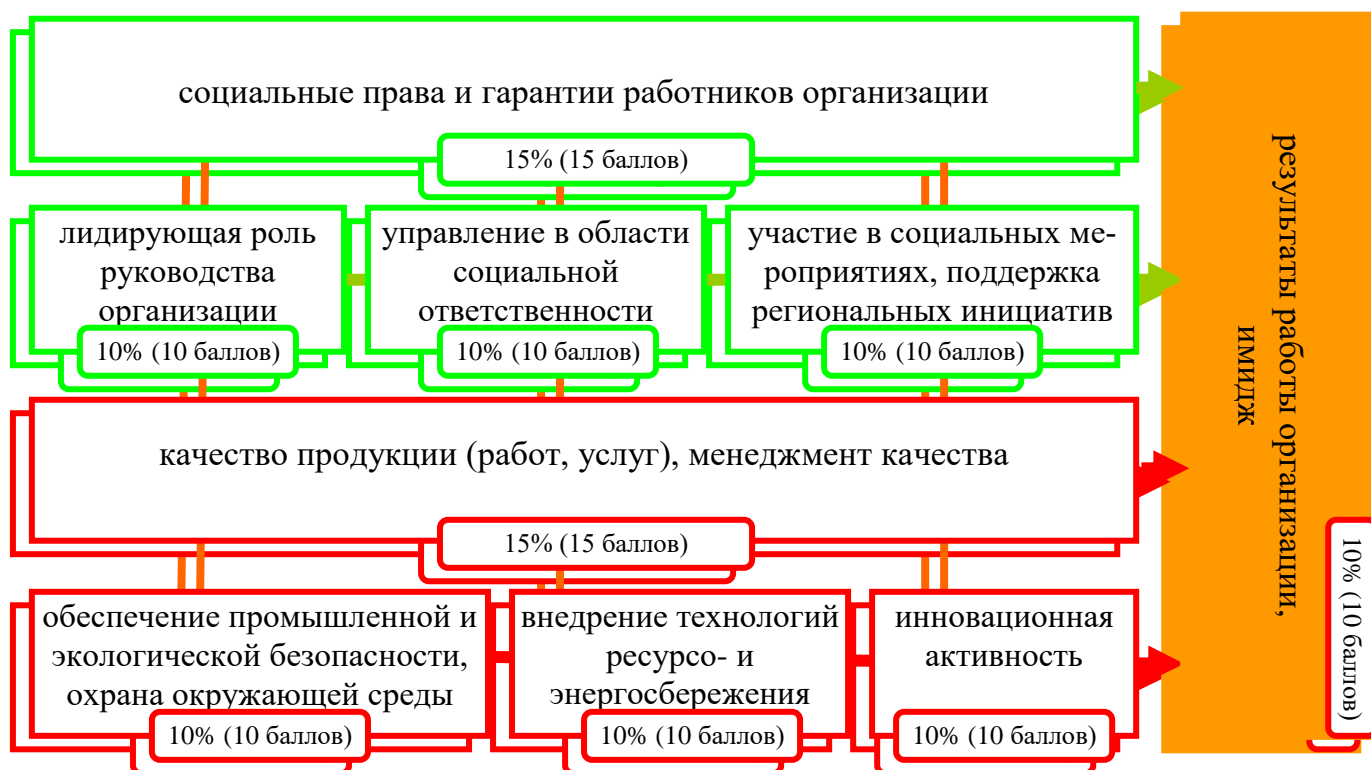 социальные права и гарантии работников организации
15% (15 баллов)
лидирующая роль
руководства
организации
10% (10 баллов)
управление в области
социальной
ответственности
10% (10 баллов)
участие в социальных ме-
роприятиях, поддержка
региональных инициатив
10% (10 баллов)
качество продукции (работ, услуг), менеджмент качества
15% (15 баллов)
обеспечение промышленной и
экологической безопасности,
охрана окружающей среды
10% (10 баллов)
внедрение технологий
ресурсо- и
энергосбережения
10% (10 баллов)
инновационная
активность
10% (10 баллов)
результаты работы организации,
имидж
10% (10 баллов)